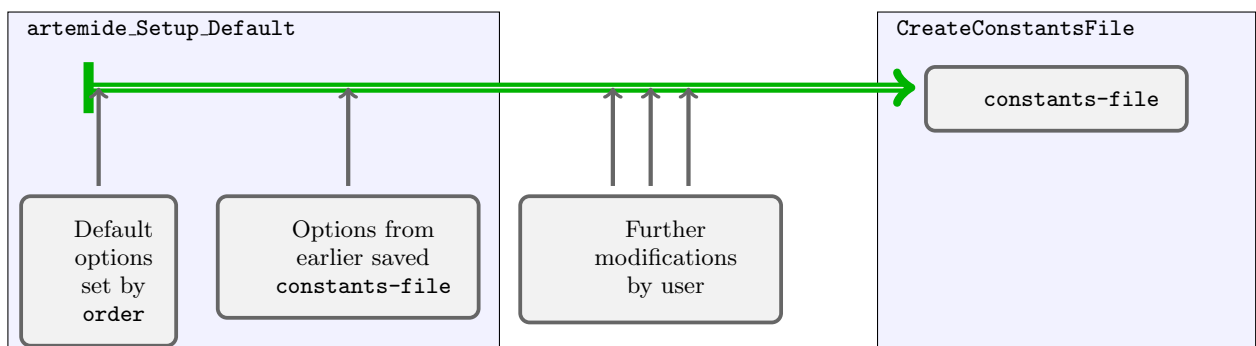 artemide_Setup_Default
CreateConstantsFile
constants-file
Default
options
set by
order
Options from
earlier saved
constants-file
Further
modifications
by user